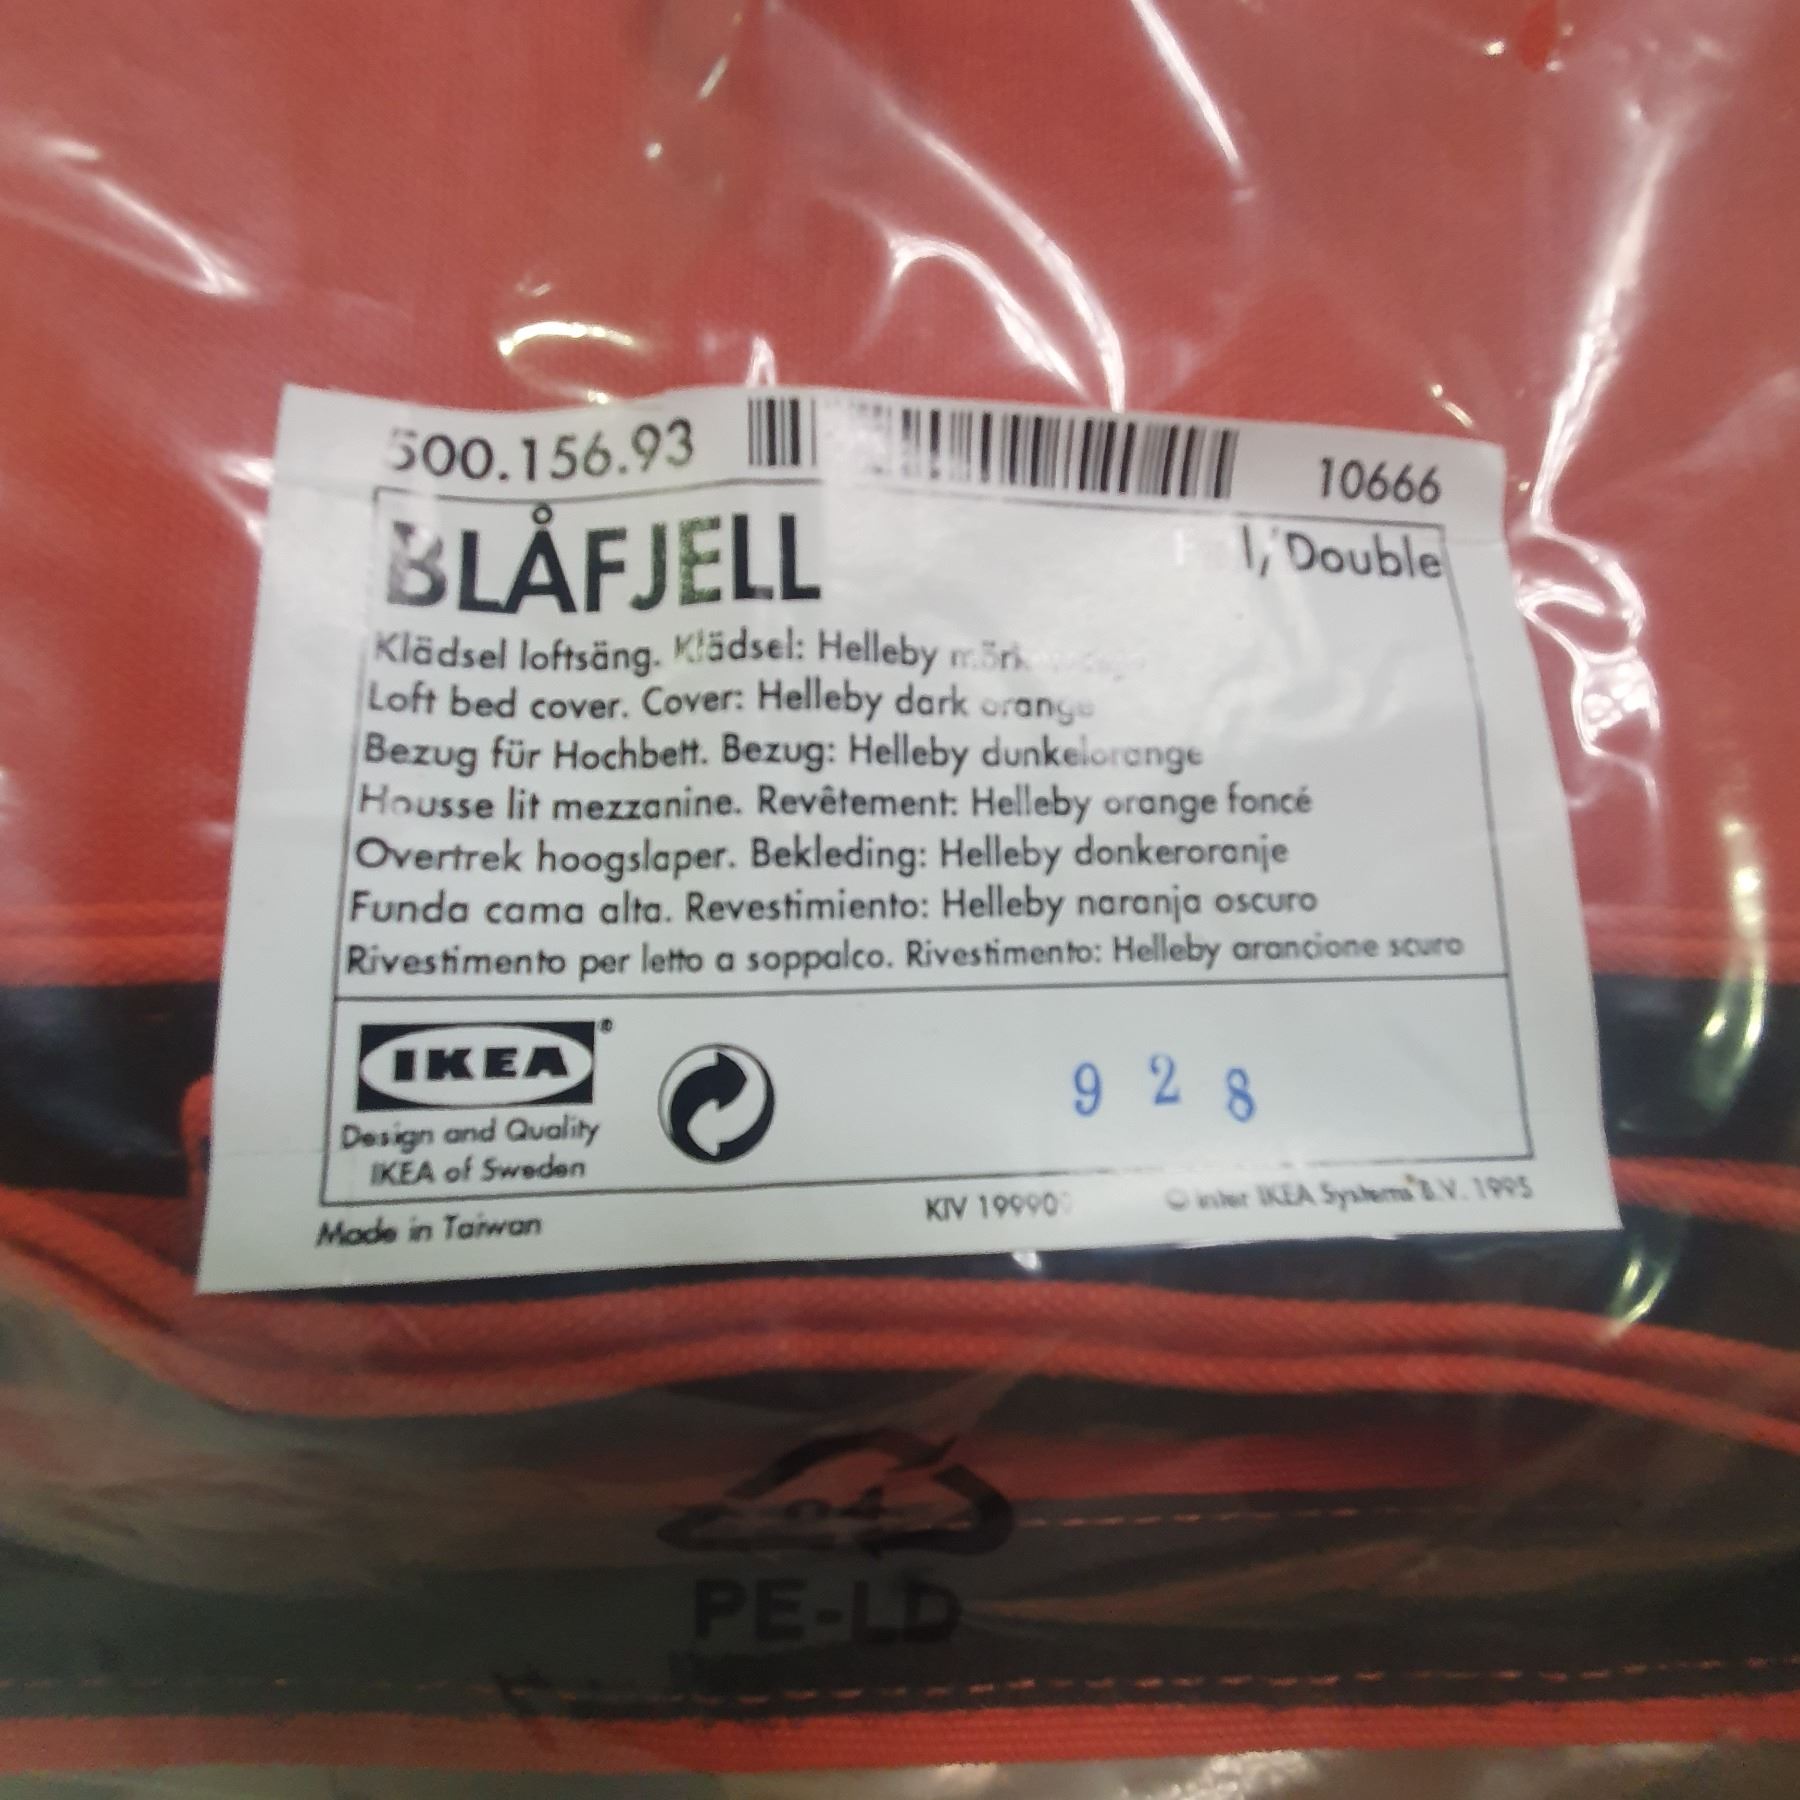 500.156.93 10666
BLÅFJELL
Double
Klädsel loftsäng. Klädsel: Helleby
Loft bed cover. Cover: Helleby dark orange
Bezug für Hochbett. Bezug: Helleby dunkelorange
Housse lit mezzanine. Revêtement: Helleby orange foncé
Overtrek hoogslaper. Bekleding: Helleby donkeroranje
Funda cama alta. Revestimiento: Helleby naranja oscuro
Rivestimento per letto a soppalco. Rivestimento: Helleby arancione scuro
IKEA®
9 2 8
Design and Quality
IKEA of Sweden
Made in Taiwan
KIV © Inter IKEA Systems B.V. 1995
04
PE-LD